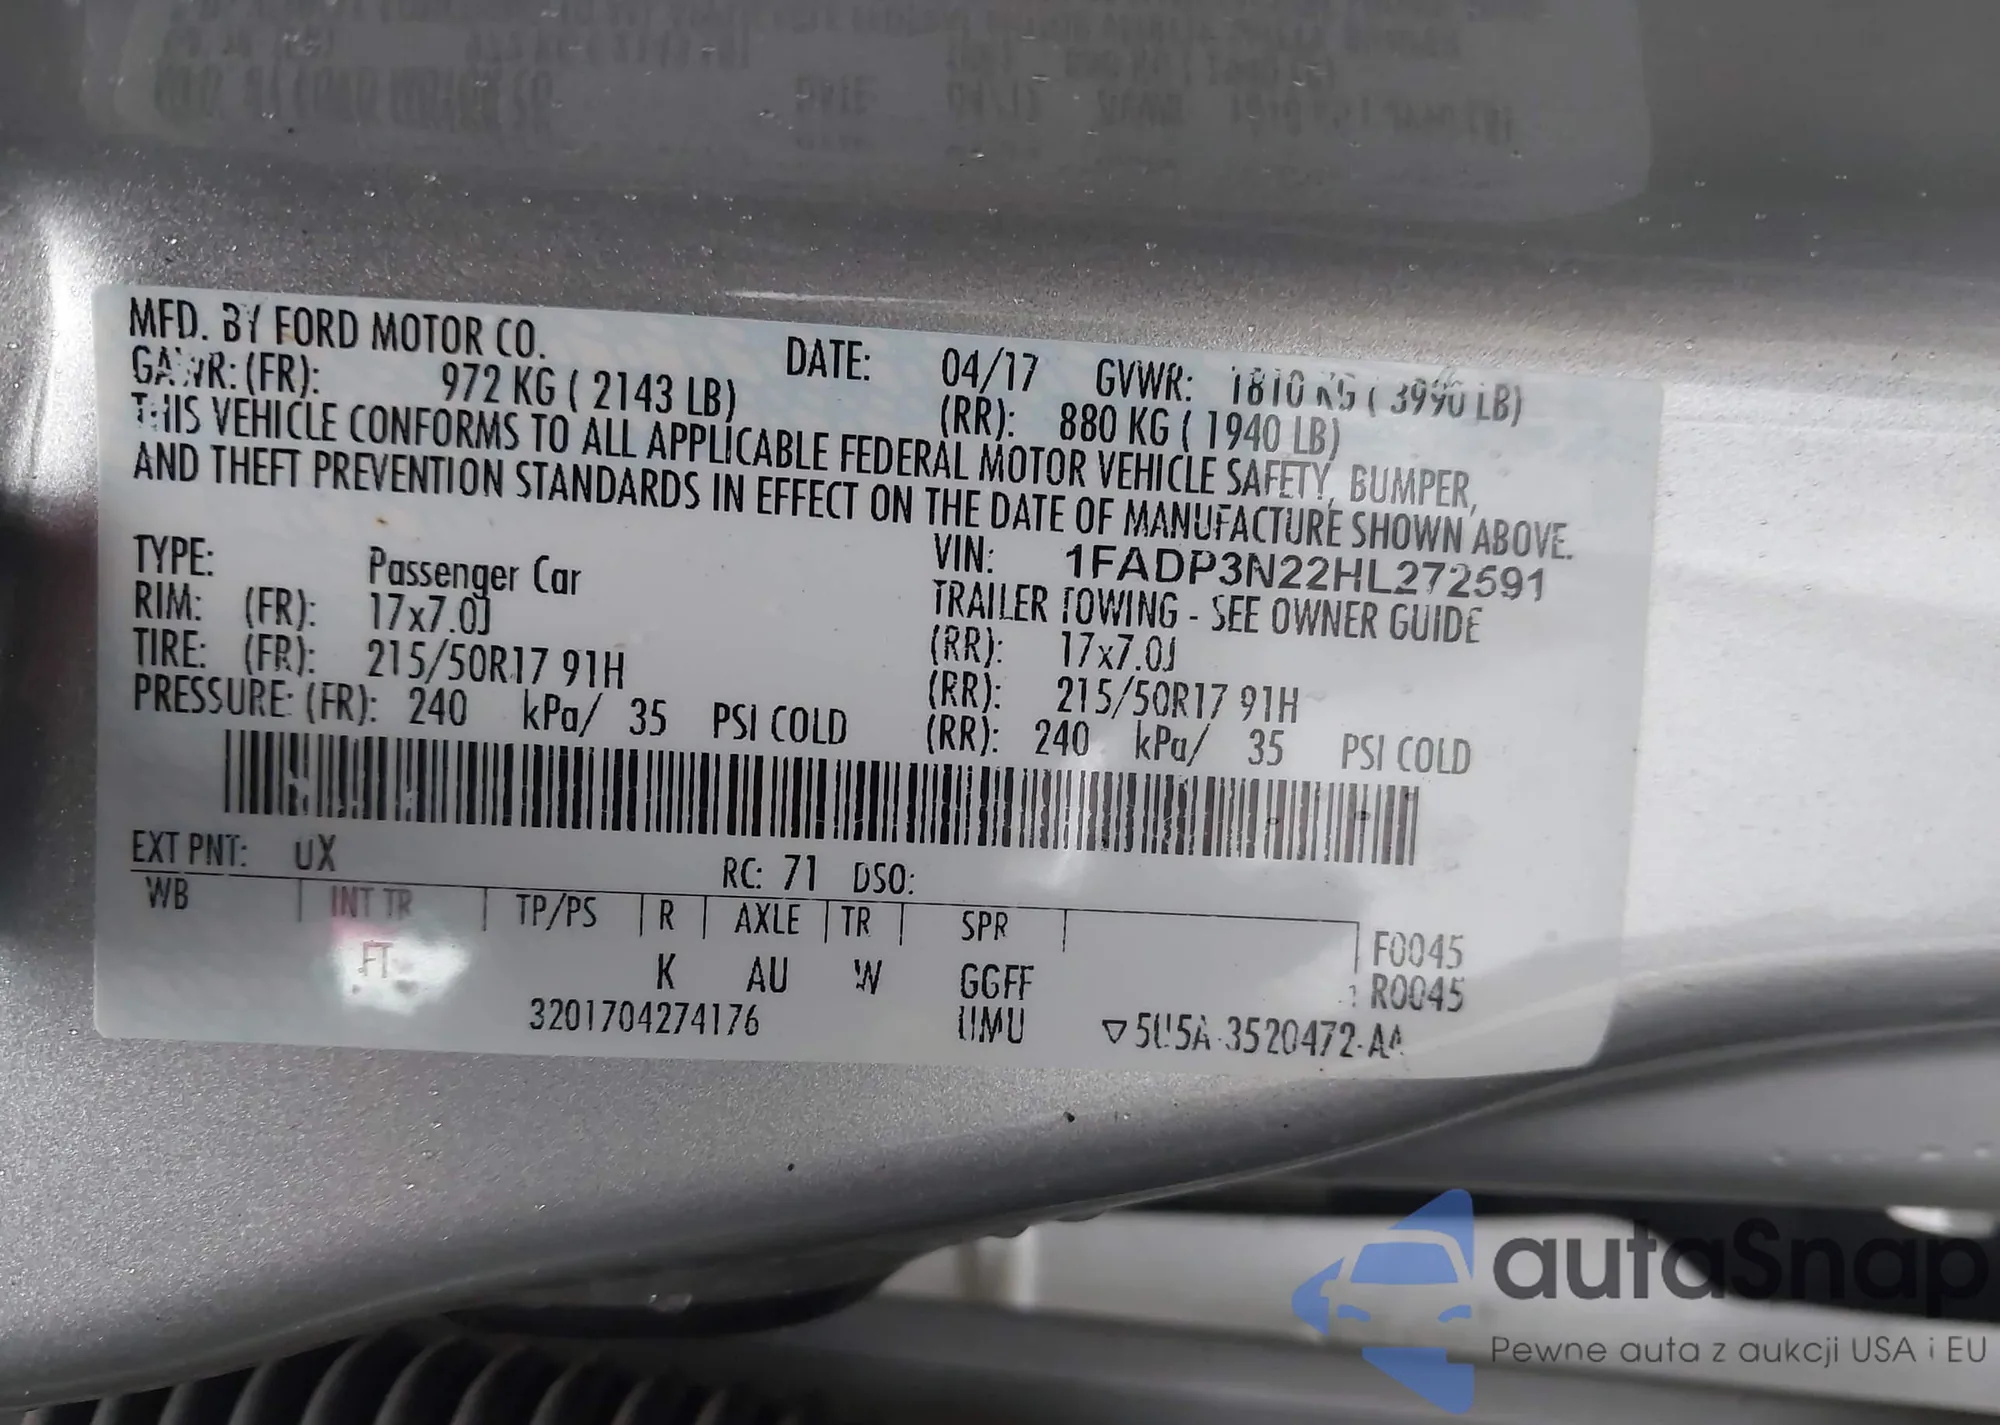 MFD. BY FORD MOTOR CO. DATE: 04/17 GVWR: 1810 KG ( 3990 LB)
GAWR: (FR): 972 KG ( 2143 LB) (RR): 880 KG ( 1940 LB)
THIS VEHICLE CONFORMS TO ALL APPLICABLE FEDERAL MOTOR VEHICLE SAFETY, BUMPER,
AND THEFT PREVENTION STANDARDS IN EFFECT ON THE DATE OF MANUFACTURE SHOWN ABOVE.
TYPE: Passenger Car VIN: 1FADP3N22HL272591
TRAILER TOWING - SEE OWNER GUIDE
RIM: (FR): 17x7.0J (RR): 17x7.0J
TIRE: (FR): 215/50R17 91H (RR): 215/50R17 91H
PRESSURE: (FR): 240 kPa/ 35 PSI COLD (RR): 240 kPa/ 35 PSI COLD
EXT PNT: UX RC: 71 DSO:
WB INT TR TP/PS R AXLE TR SPR F0045
FT K AU W GGFF R0045
3201704274176 UMU ▽5U5A-3520472-AA
autaSnap
Pewne auta z aukcji USA i EU